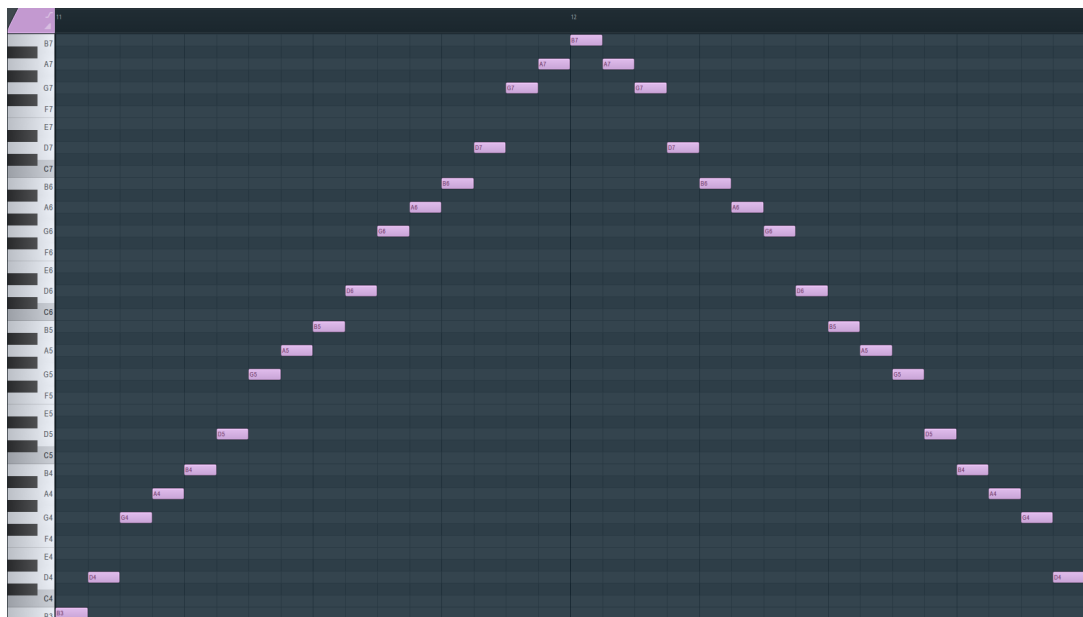 11 12
B7 B7
A7 A7 A7
G7 G7 G7
F7
E7
D7 D7 D7
C7
B6 B6 B6
A6 A6 A6
G6 G6 G6
F6
E6
D6 D6 D6
C6
B5 B5 B5
A5 A5 A5
G5 G5 G5
F5
E5
D5 D5 D5
C5
B4 B4 B4
A4 A4 A4
G4 G4 G4
F4
E4
D4 D4 D4
C4
B3 B3